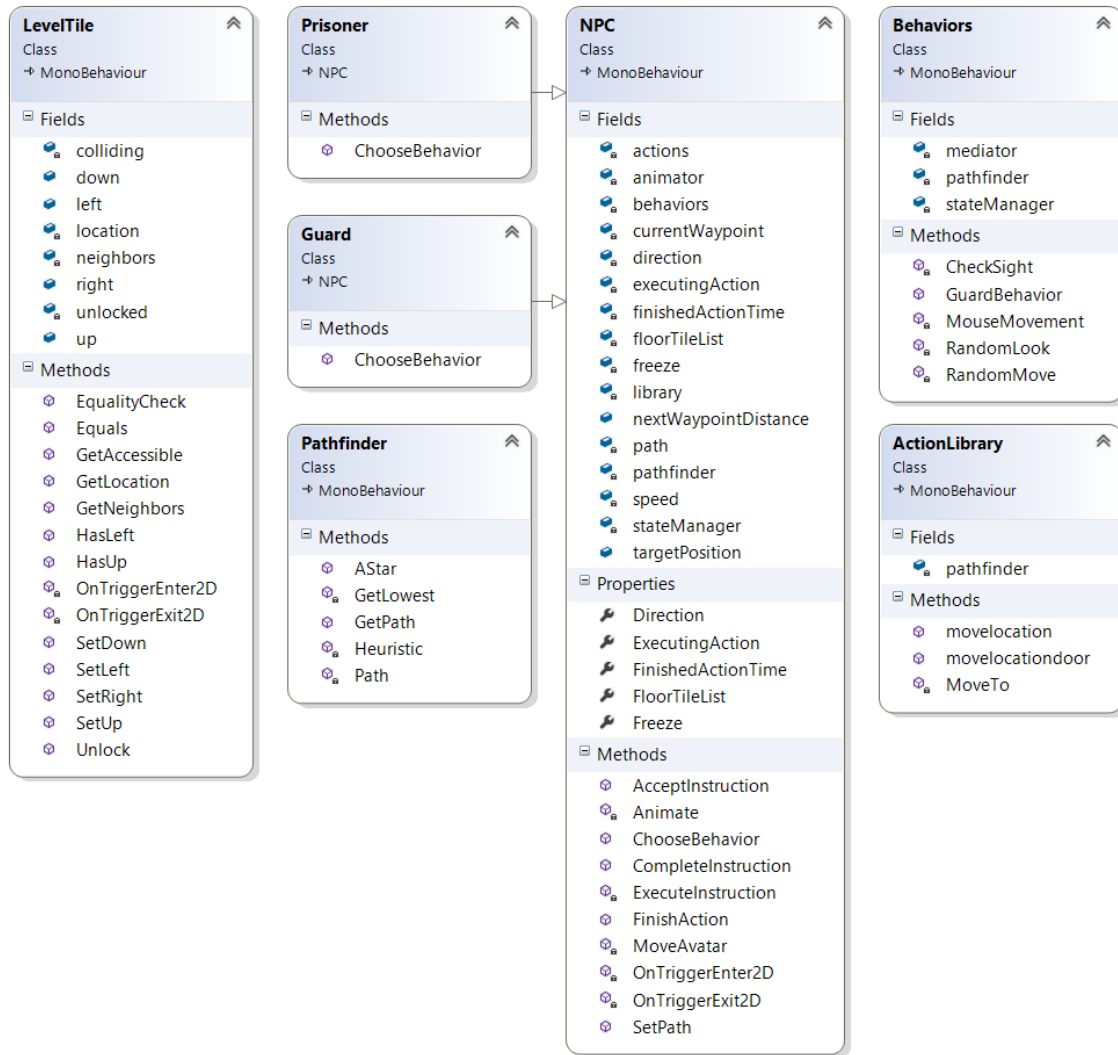 LevelTile
Class
MonoBehaviour
Fields
colliding
down
left
location
neighbors
right
unlocked
up
Methods
EqualityCheck
Equals
GetAccessible
GetLocation
GetNeighbors
HasLeft
HasUp
OnTriggerEnter2D
OnTriggerExit2D
SetDown
SetLeft
SetRight
SetUp
Unlock
Prisoner
Class
NPC
Methods
ChooseBehavior
Guard
Class
NPC
Methods
ChooseBehavior
Pathfinder
Class
MonoBehaviour
Methods
AStar
GetLowest
GetPath
Heuristic
Path
NPC
Class
MonoBehaviour
Fields
actions
animator
behaviors
currentWaypoint
direction
executingAction
finishedActionTime
floorTileList
freeze
library
nextWaypointDistance
path
pathfinder
speed
stateManager
targetPosition
Properties
Direction
ExecutingAction
FinishedActionTime
FloorTileList
Freeze
Methods
AcceptInstruction
Animate
ChooseBehavior
CompleteInstruction
ExecuteInstruction
FinishAction
MoveAvatar
OnTriggerEnter2D
OnTriggerExit2D
SetPath
Behaviors
Class
MonoBehaviour
Fields
mediator
pathfinder
stateManager
Methods
CheckSight
GuardBehavior
MouseMovement
RandomLook
RandomMove
ActionLibrary
Class
MonoBehaviour
Fields
pathfinder
Methods
movelocation
movelocationdoor
MoveTo